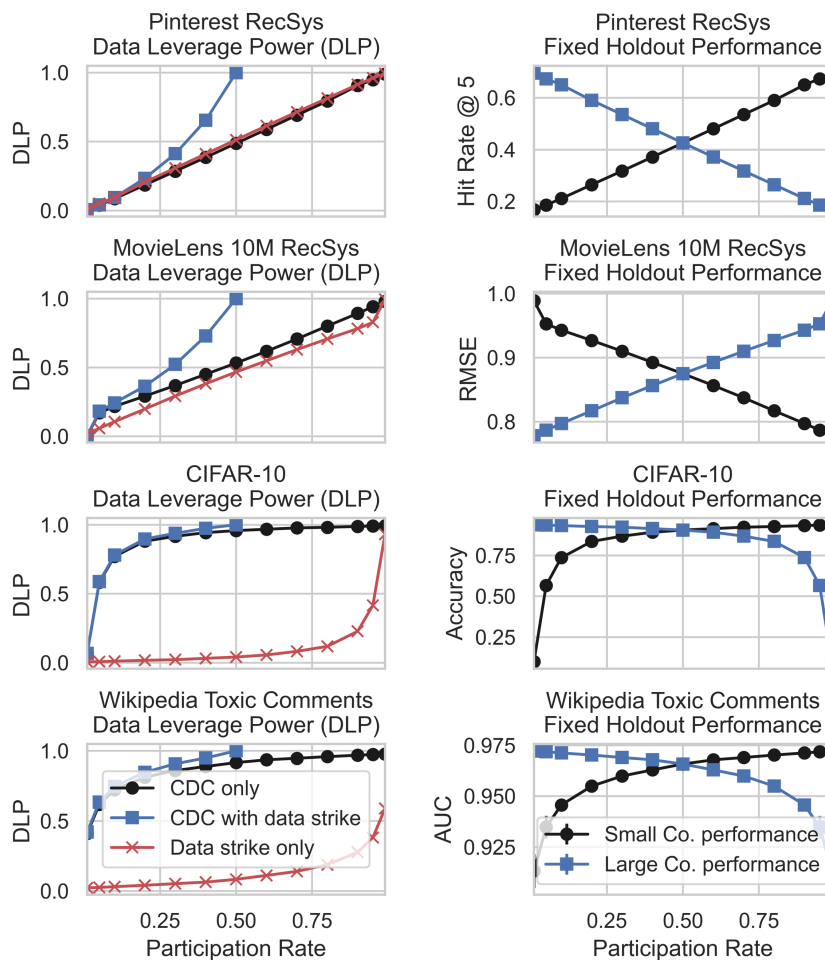 Pinterest RecSys
Data Leverage Power (DLP)
1.0
0.5
0.0
DLP
Pinterest RecSys
Fixed Holdout Performance
0.6
0.4
0.2
Hit Rate @ 5
MovieLens 10M RecSys
Data Leverage Power (DLP)
1.0
0.5
0.0
DLP
MovieLens 10M RecSys
Fixed Holdout Performance
1.0
0.9
0.8
RMSE
CIFAR-10
Data Leverage Power (DLP)
1.0
0.5
0.0
DLP
CIFAR-10
Fixed Holdout Performance
0.75
0.50
0.25
Accuracy
Wikipedia Toxic Comments
Data Leverage Power (DLP)
1.0
0.5
0.0
DLP
CDC only
CDC with data strike
Data strike only
0.25 0.50 0.75
Participation Rate
Wikipedia Toxic Comments
Fixed Holdout Performance
0.975
0.950
0.925
AUC
Small Co. performance
Large Co. performance
0.25 0.50 0.75
Participation Rate